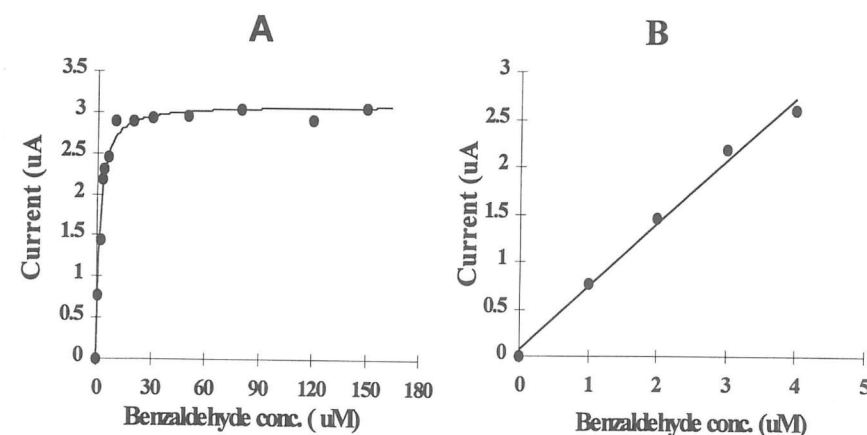 A
3.5
3
2.5
2
1.5
1
0.5
0
Current (uA
0 30 60 90 120 150 180
Benzaldehyde conc. ( uM)
B
3
2.5
2
1.5
1
0.5
0
Current (uA
0 1 2 3 4 5
Benzaldehyde conc. (uM)